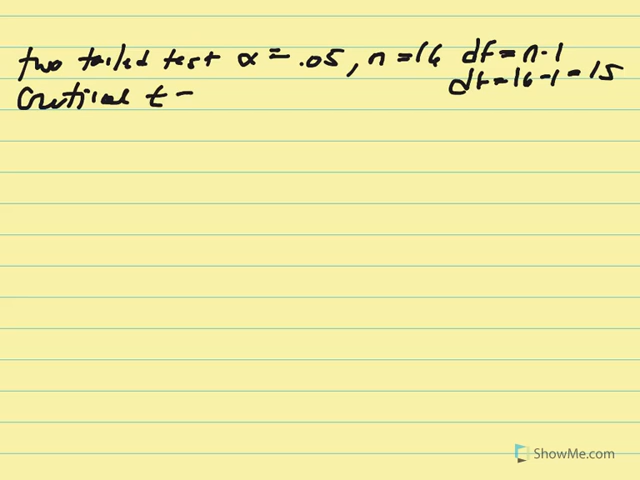 two tailed test α = .05, n = 16 df = n-1
df = 16-1 = 15
Critical t =
ShowMe.com